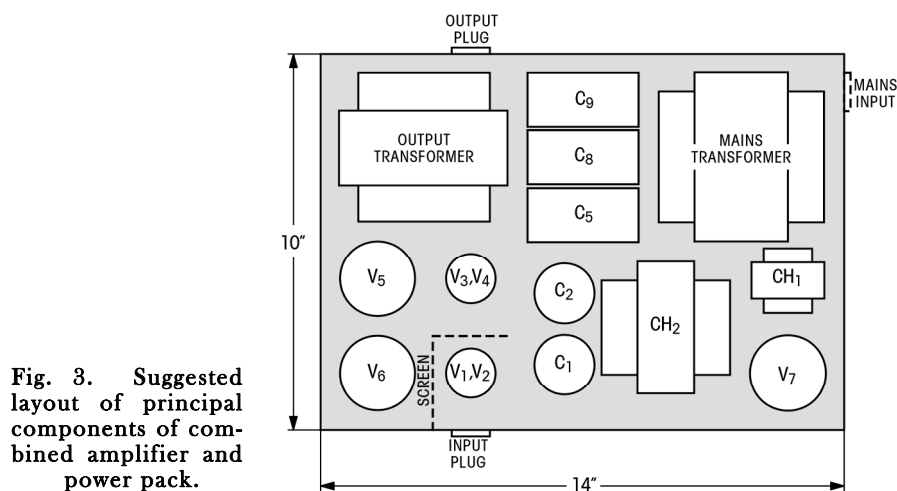 OUTPUT
PLUG
MAINS
INPUT
C9
OUTPUT
TRANSFORMER
C8
MAINS
TRANSFORMER
C5
10"
V5
V3,V4
C2
CH1
CH2
V6
SCREEN
V1,V2
C1
V7
INPUT
PLUG
14"
Fig. 3. Suggested
layout of principal
components of com-
bined amplifier and
power pack.